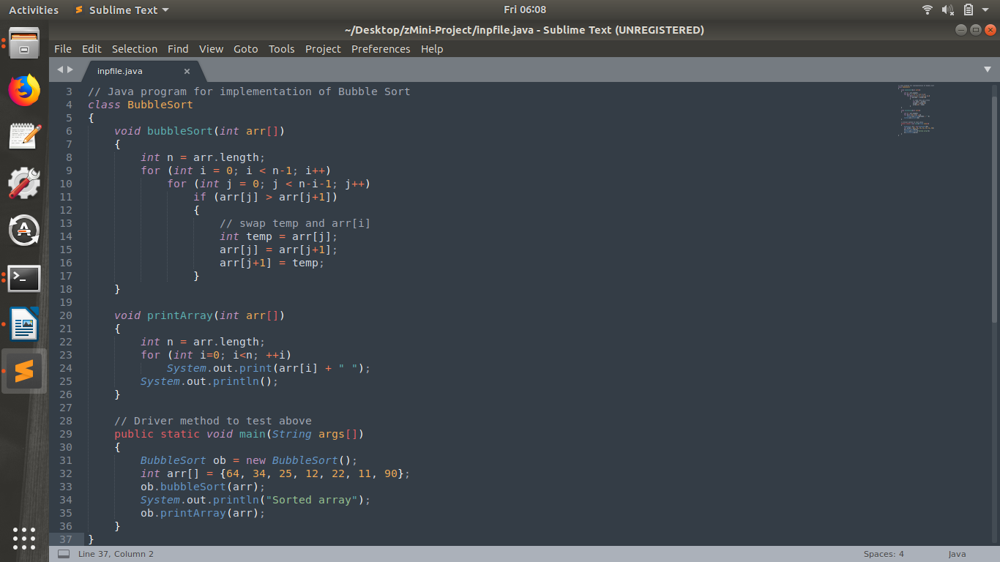 Activities Sublime Text Fri 06:08
~/Desktop/zMini-Project/inpfile.java - Sublime Text (UNREGISTERED)
File Edit Selection Find View Goto Tools Project Preferences Help
inpfile.java ×
3 // Java program for implementation of Bubble Sort
4 class BubbleSort
5 {
6     void bubbleSort(int arr[])
7     {
8         int n = arr.length;
9         for (int i = 0; i < n-1; i++)
10             for (int j = 0; j < n-i-1; j++)
11                 if (arr[j] > arr[j+1])
12                 {
13                     // swap temp and arr[i]
14                     int temp = arr[j];
15                     arr[j] = arr[j+1];
16                     arr[j+1] = temp;
17                 }
18     }
19
20     void printArray(int arr[])
21     {
22         int n = arr.length;
23         for (int i=0; i<n; ++i)
24             System.out.print(arr[i] + " ");
25         System.out.println();
26     }
27
28     // Driver method to test above
29     public static void main(String args[])
30     {
31         BubbleSort ob = new BubbleSort();
32         int arr[] = {64, 34, 25, 12, 22, 11, 90};
33         ob.bubbleSort(arr);
34         System.out.println("Sorted array");
35         ob.printArray(arr);
36     }
37 }
Line 37, Column 2 Spaces: 4 Java